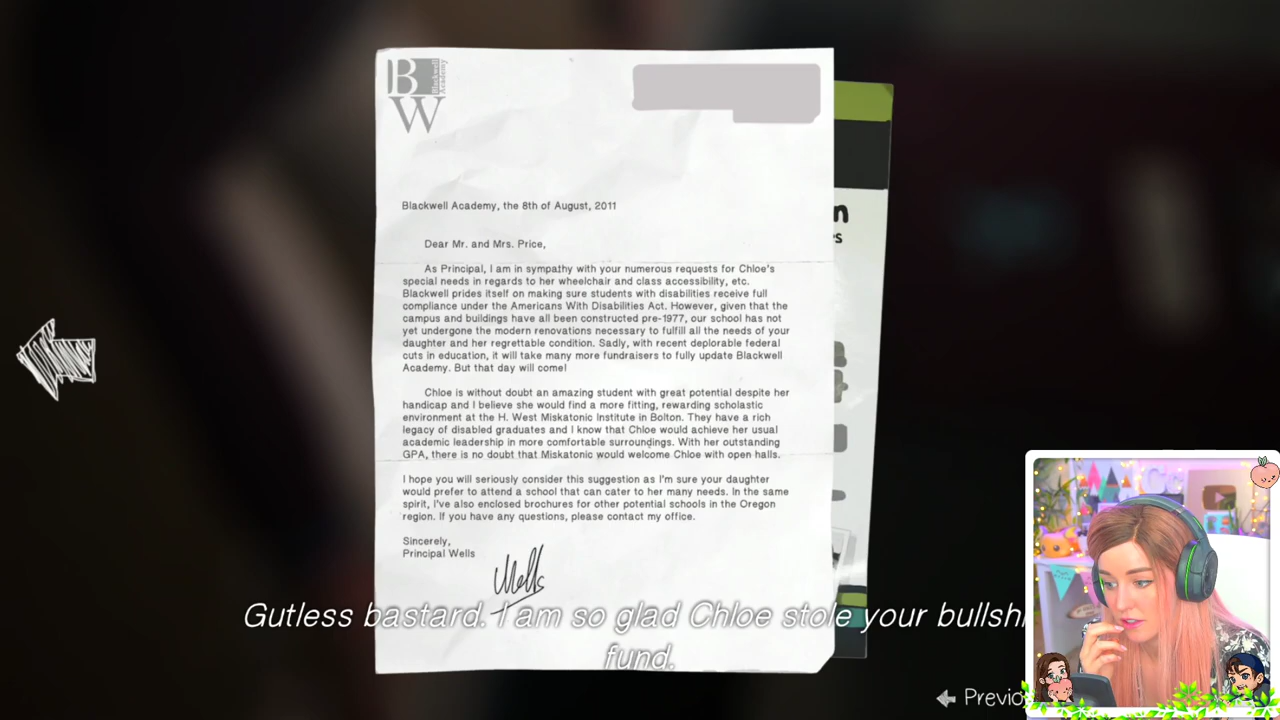 BW
Blackwell Academy
Blackwell Academy, the 8th of August, 2011
Dear Mr. and Mrs. Price,
As Principal, I am in sympathy with your numerous requests for Chloe's
special needs in regards to her wheelchair and class accessibility, etc.
Blackwell prides itself on making sure students with disabilities receive full
compliance under the Americans With Disabilities Act. However, given that the
campus and buildings have all been constructed pre-1977, our school has not
yet undergone the modern renovations necessary to fulfill all the needs of your
daughter and her regrettable condition. Sadly, with recent deplorable federal
cuts in education, it will take many more fundraisers to fully update Blackwell
Academy. But that day will come!
Chloe is without doubt an amazing student with great potential despite her
handicap and I believe she would find a more fitting, rewarding scholastic
environment at the H. West Miskatonic Institute in Bolton. They have a rich
legacy of disabled graduates and I know that Chloe would achieve her usual
academic leadership in more comfortable surroundings. With her outstanding
GPA, there is no doubt that Miskatonic would welcome Chloe with open halls.
I hope you will seriously consider this suggestion as I'm sure your daughter
would prefer to attend a school that can cater to her many needs. In the same
spirit, I've also enclosed brochures for other potential schools in the Oregon
region. If you have any questions, please contact my office.
Sincerely,
Principal Wells
Wells
Gutless bastard. I am so glad Chloe stole your bullshi
fund.
Previo